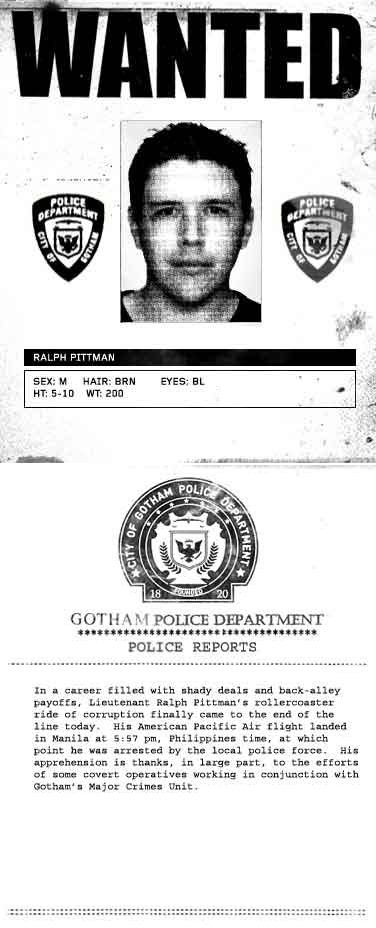 WANTED
POLICE
DEPARTMENT
CITY OF GOTHAM
POLICE
DEPARTMENT
CITY OF GOTHAM
RALPH PITTMAN
SEX: M HAIR: BRN EYES: BL
HT: 5-10 WT: 200
CITY OF GOTHAM POLICE DEPARTMENT
FOUNDED
18 20
GOTHAM POLICE DEPARTMENT
************************************
POLICE REPORTS
In a career filled with shady deals and back-alley
payoffs, Lieutenant Ralph Pittman's rollercoaster
ride of corruption finally came to the end of the
line today. His American Pacific Air flight landed
in Manila at 5:57 pm, Philippines time, at which
point he was arrested by the local police force. His
apprehension is thanks, in large part, to the efforts
of some covert operatives working in conjunction with
Gotham's Major Crimes Unit.